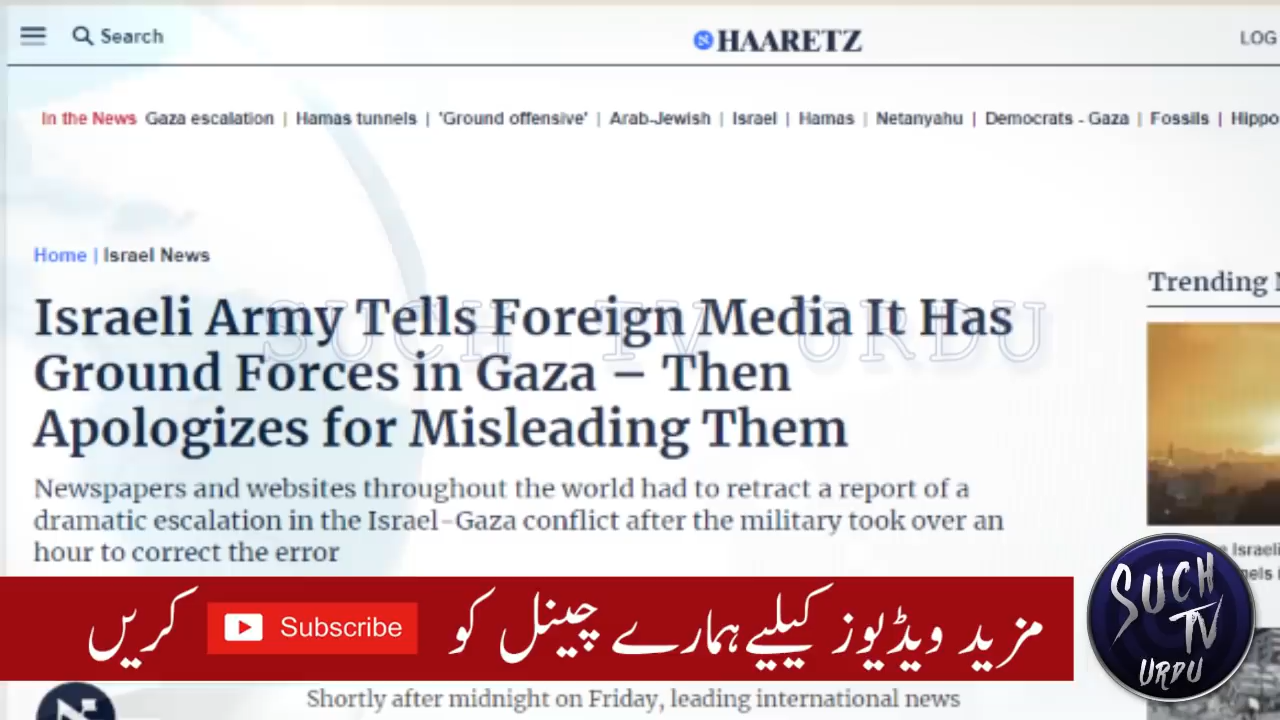 Search
HAARETZ
LOG
In the News Gaza escalation | Hamas tunnels | 'Ground offensive' | Arab-Jewish | Israel | Hamas | Netanyahu | Democrats - Gaza | Fossils | Hippo
Home | Israel News
Israeli Army Tells Foreign Media It Has
Ground Forces in Gaza – Then
Apologizes for Misleading Them
SUCH TV URDU
Newspapers and websites throughout the world had to retract a report of a
dramatic escalation in the Israel-Gaza conflict after the military took over an
hour to correct the error
Trending
Israeli
مزید ویڈیوز کیلیے ہمارے چینل کو Subscribe کریں
SUCH
TV
URDU
Shortly after midnight on Friday, leading international news